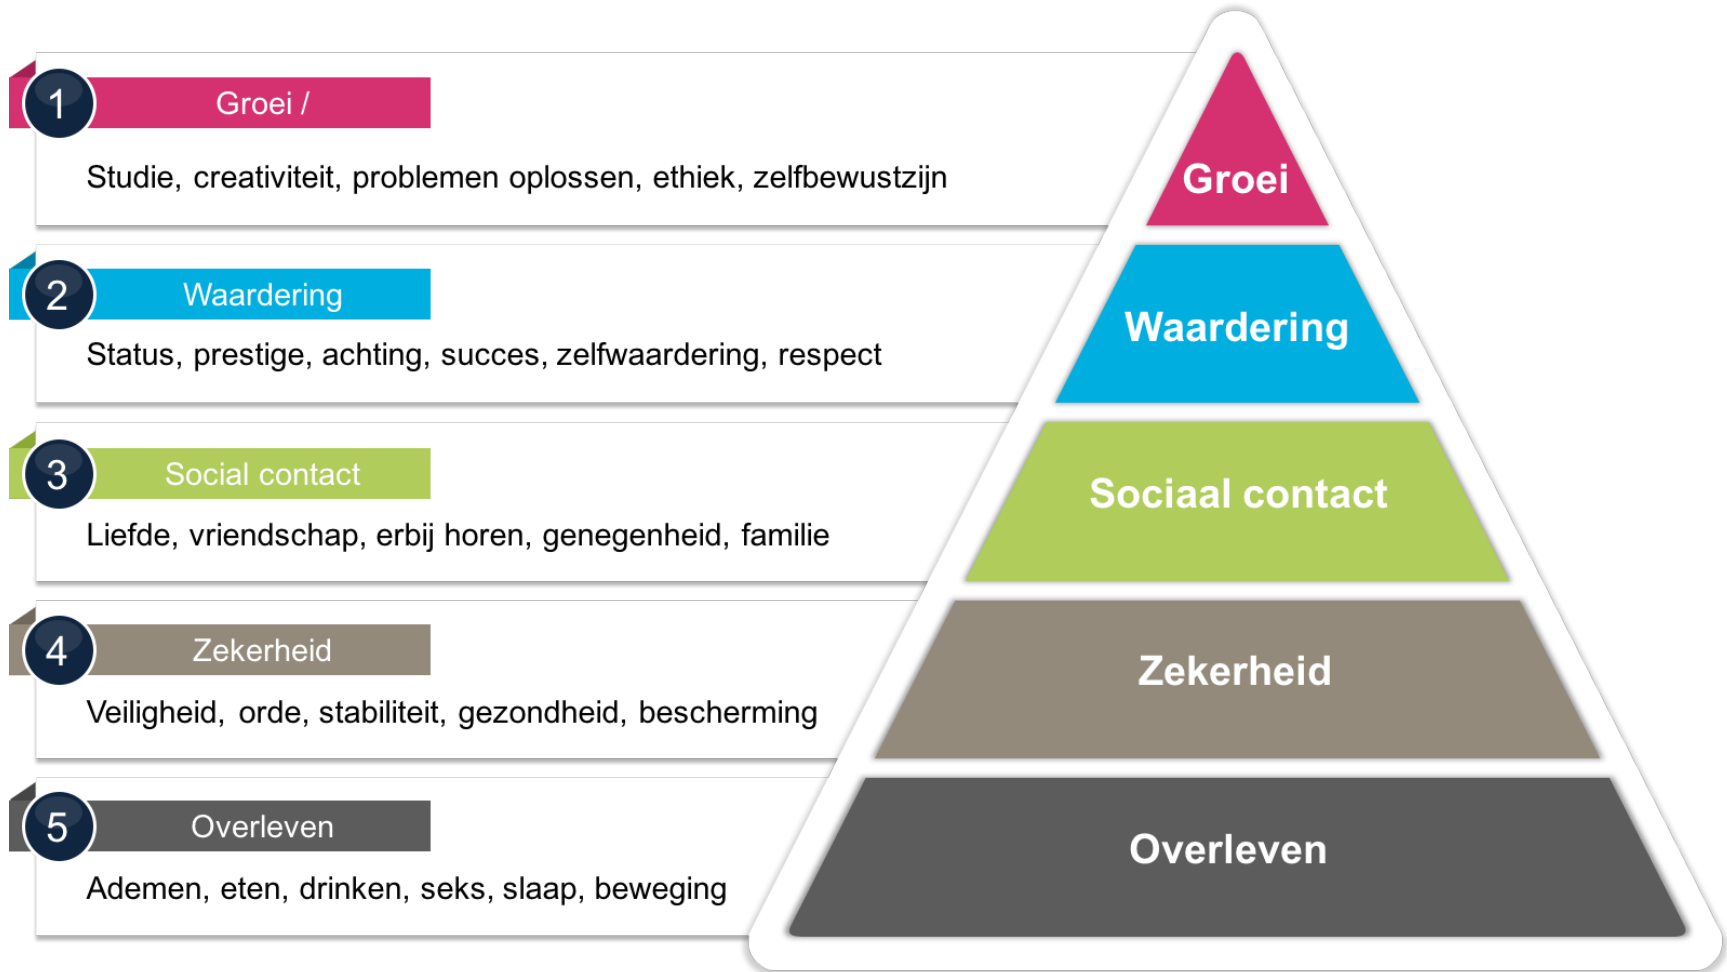 1
Groei /
Studie, creativiteit, problemen oplossen, ethiek, zelfbewustzijn
Groei
2
Waardering
Status, prestige, achting, succes, zelfwaardering, respect
Waardering
3
Social contact
Liefde, vriendschap, erbij horen, genegenheid, familie
Sociaal contact
4
Zekerheid
Veiligheid, orde, stabiliteit, gezondheid, bescherming
Zekerheid
5
Overleven
Ademen, eten, drinken, seks, slaap, beweging
Overleven